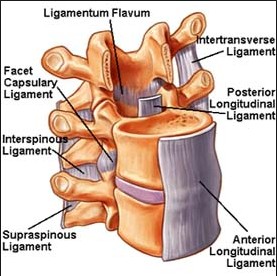 Ligamentum Flavum
Intertransverse
Ligament
Facet
Capsulary
Ligament
Posterior
Longitudinal
Ligament
Interspinous
Ligament
Supraspinous
Ligament
Anterior
Longitudinal
Ligament